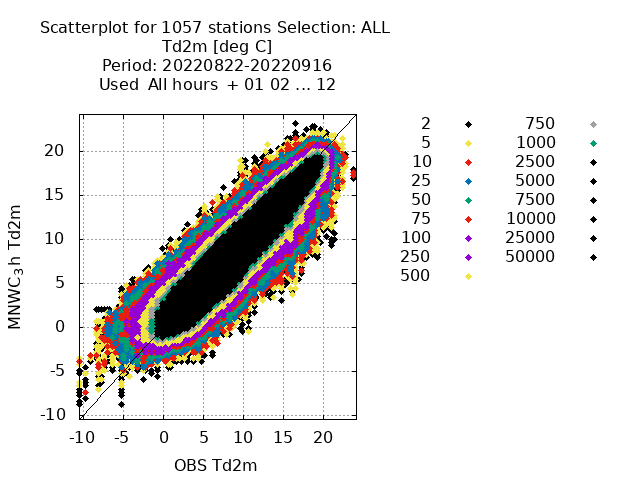 Scatterplot for 1057 stations Selection: ALL
Td2m [deg C]
Period: 20220822-20220916
Used  All hours  + 01 02 ... 12
2 750
5 1000
10 2500
25 5000
50 7500
75 10000
100 25000
250 50000
500
MNWC3h Td2m
20
15
10
5
0
-5
-10
-10 -5 0 5 10 15 20
OBS Td2m